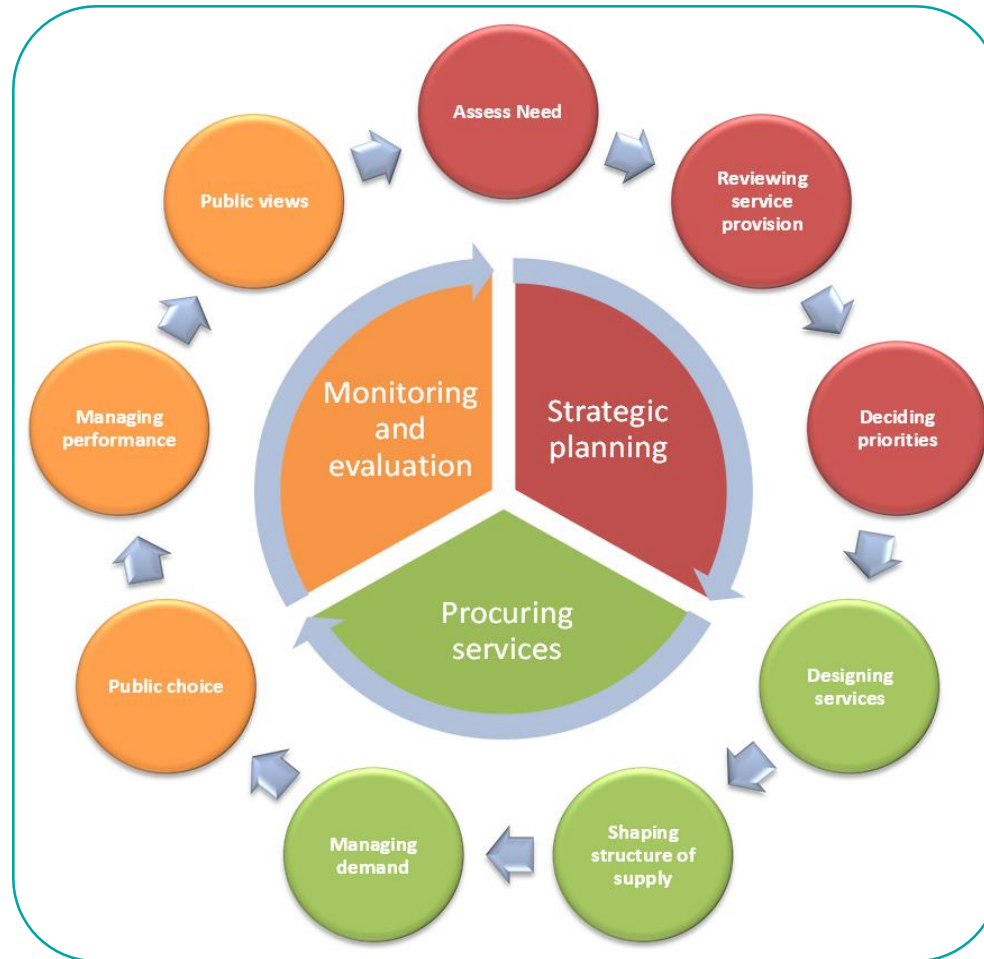 Assess Need
Reviewing
service
provision
Deciding
priorities
Designing
services
Shaping
structure of
supply
Managing
demand
Public choice
Managing
performance
Public views
Strategic
planning
Procuring
services
Monitoring
and
evaluation